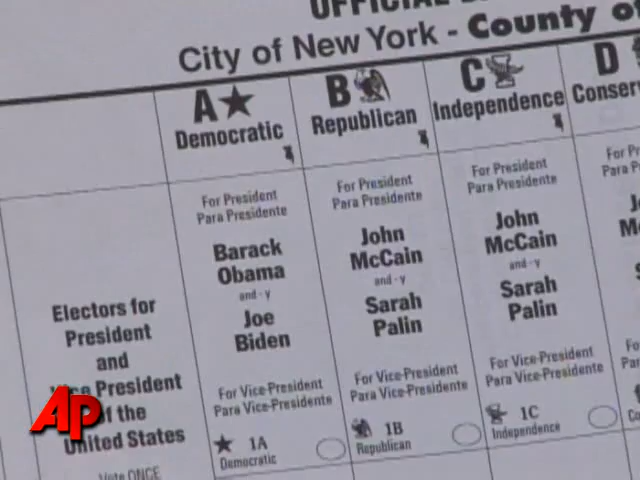 OFFICIAL
City of New York - County of
A
Democratic
B
Republican
C
Independence
D
For President
Para Presidente
Barack
Obama
and - y
Joe
Biden
For Vice-President
Para Vice-Presidente
1A
Democratic
For President
Para Presidente
John
McCain
and - y
Sarah
Palin
For Vice-President
Para Vice-Presidente
1B
Republican
For President
Para Presidente
John
McCain
and - y
Sarah
Palin
For Vice-President
Para Vice-Presidente
1C
Independence
Electors for
President
and
Vice President
of the
United States
Vote ONCE
AP